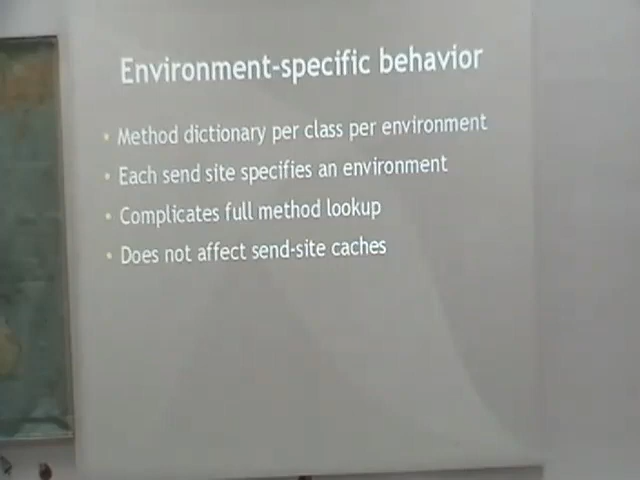 Environment-specific behavior
• Method dictionary per class per environment
• Each send site specifies an environment
• Complicates full method lookup
• Does not affect send-site caches